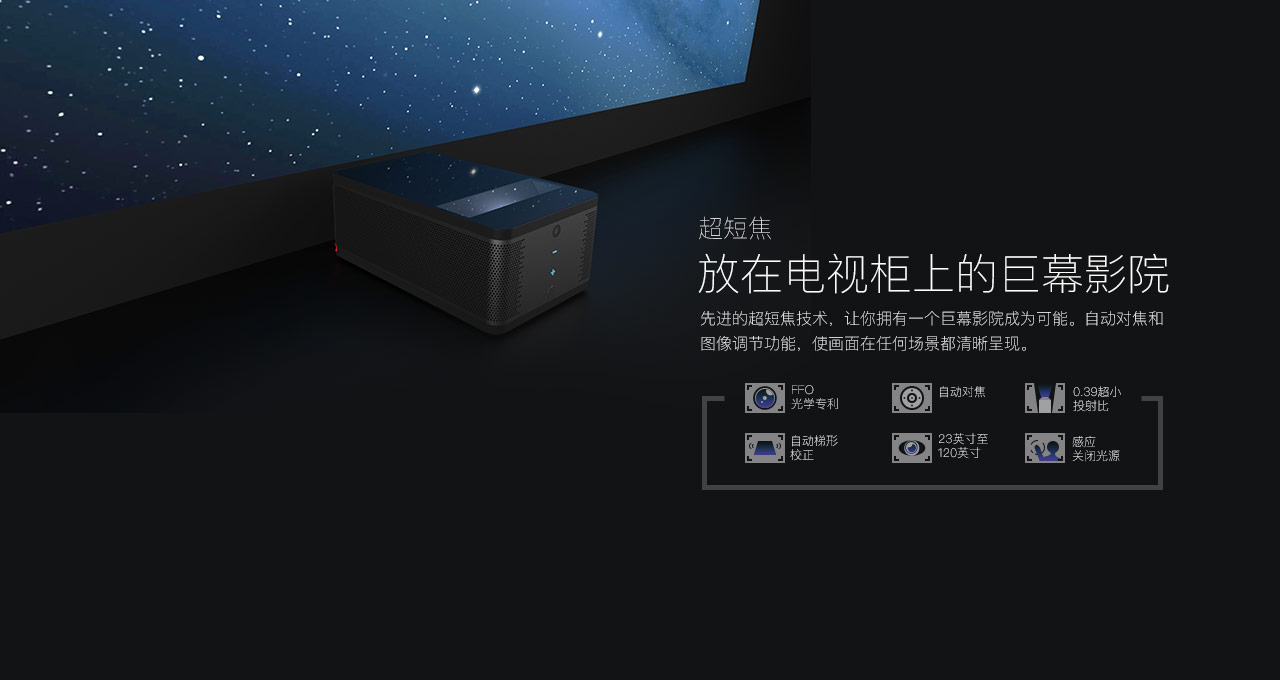 超短焦
放在电视柜上的巨幕影院
先进的超短焦技术，让你拥有一个巨幕影院成为可能。自动对焦和
图像调节功能，使画面在任何场景都清晰呈现。
FFO
光学专利
自动对焦
0.39超小
投射比
自动梯形
校正
23英寸至
120英寸
感应
关闭光源